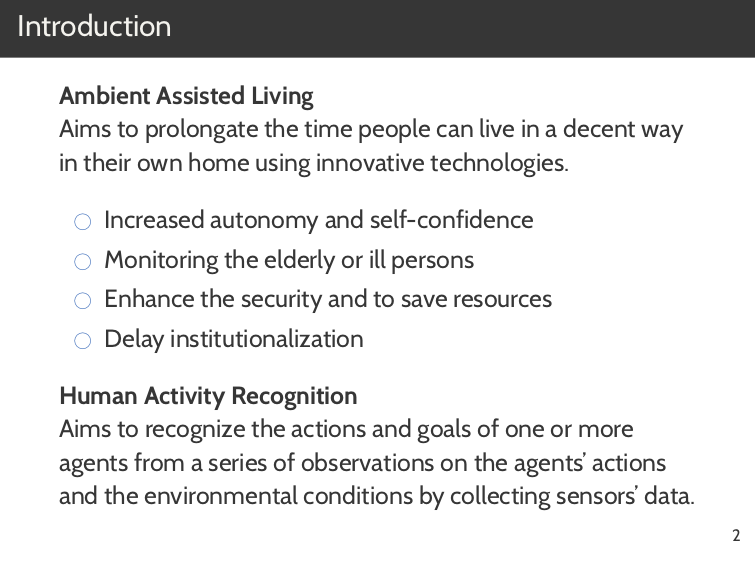 Introduction
Ambient Assisted Living
Aims to prolongate the time people can live in a decent way
in their own home using innovative technologies.
Increased autonomy and self-confidence
Monitoring the elderly or ill persons
Enhance the security and to save resources
Delay institutionalization
Human Activity Recognition
Aims to recognize the actions and goals of one or more
agents from a series of observations on the agents’ actions
and the environmental conditions by collecting sensors’ data.
2